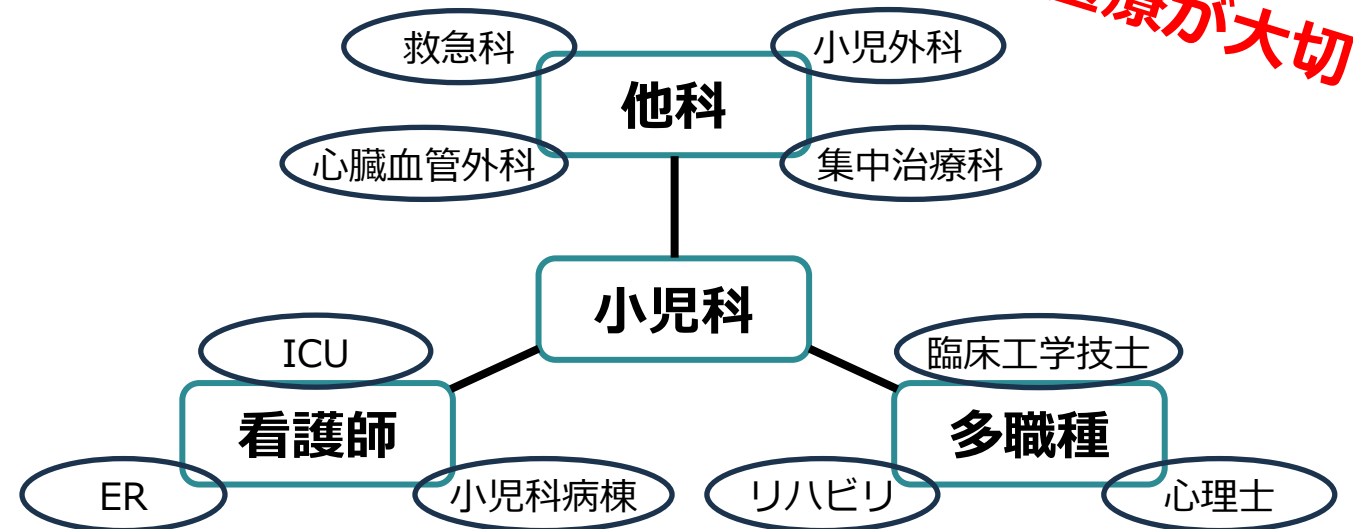 療が大切
救急科
小児外科
他科
心臓血管外科
集中治療科
小児科
ICU
臨床工学技士
看護師
多職種
ER
小児科病棟
リハビリ
心理士